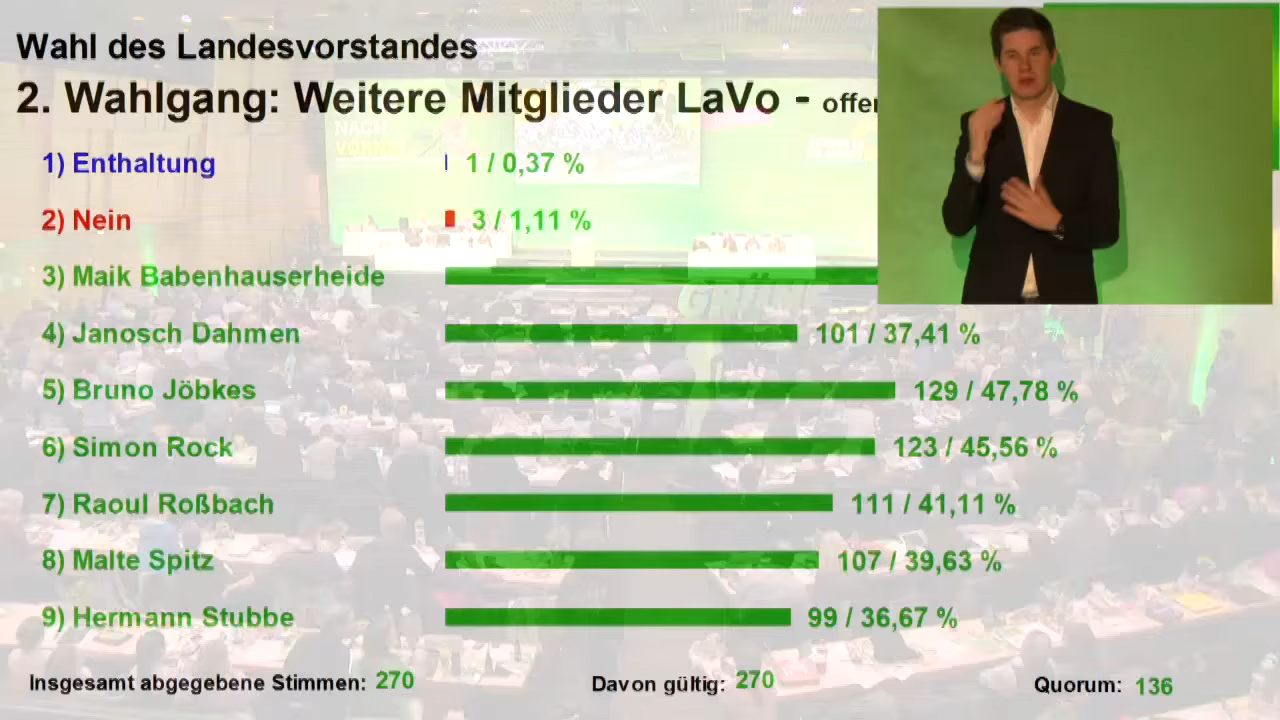 Wahl des Landesvorstandes
2. Wahlgang: Weitere Mitglieder LaVo - offen
NACH
VORNE
1) Enthaltung 1 / 0,37 %
2) Nein 3 / 1,11 %
3) Maik Babenhauserheide
GRÜN
4) Janosch Dahmen 101 / 37,41 %
5) Bruno Jöbkes 129 / 47,78 %
6) Simon Rock 123 / 45,56 %
7) Raoul Roßbach 111 / 41,11 %
8) Malte Spitz 107 / 39,63 %
9) Hermann Stubbe 99 / 36,67 %
Insgesamt abgegebene Stimmen: 270 Davon gültig: 270 Quorum: 136